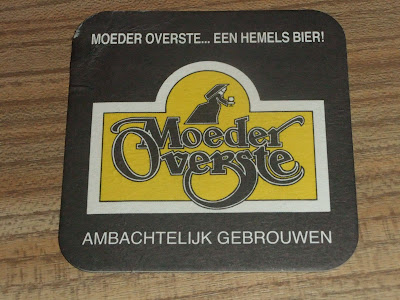 MOEDER OVERSTE... EEN HEMELS BIER!
Moeder
Overste
AMBACHTELIJK GEBROUWEN